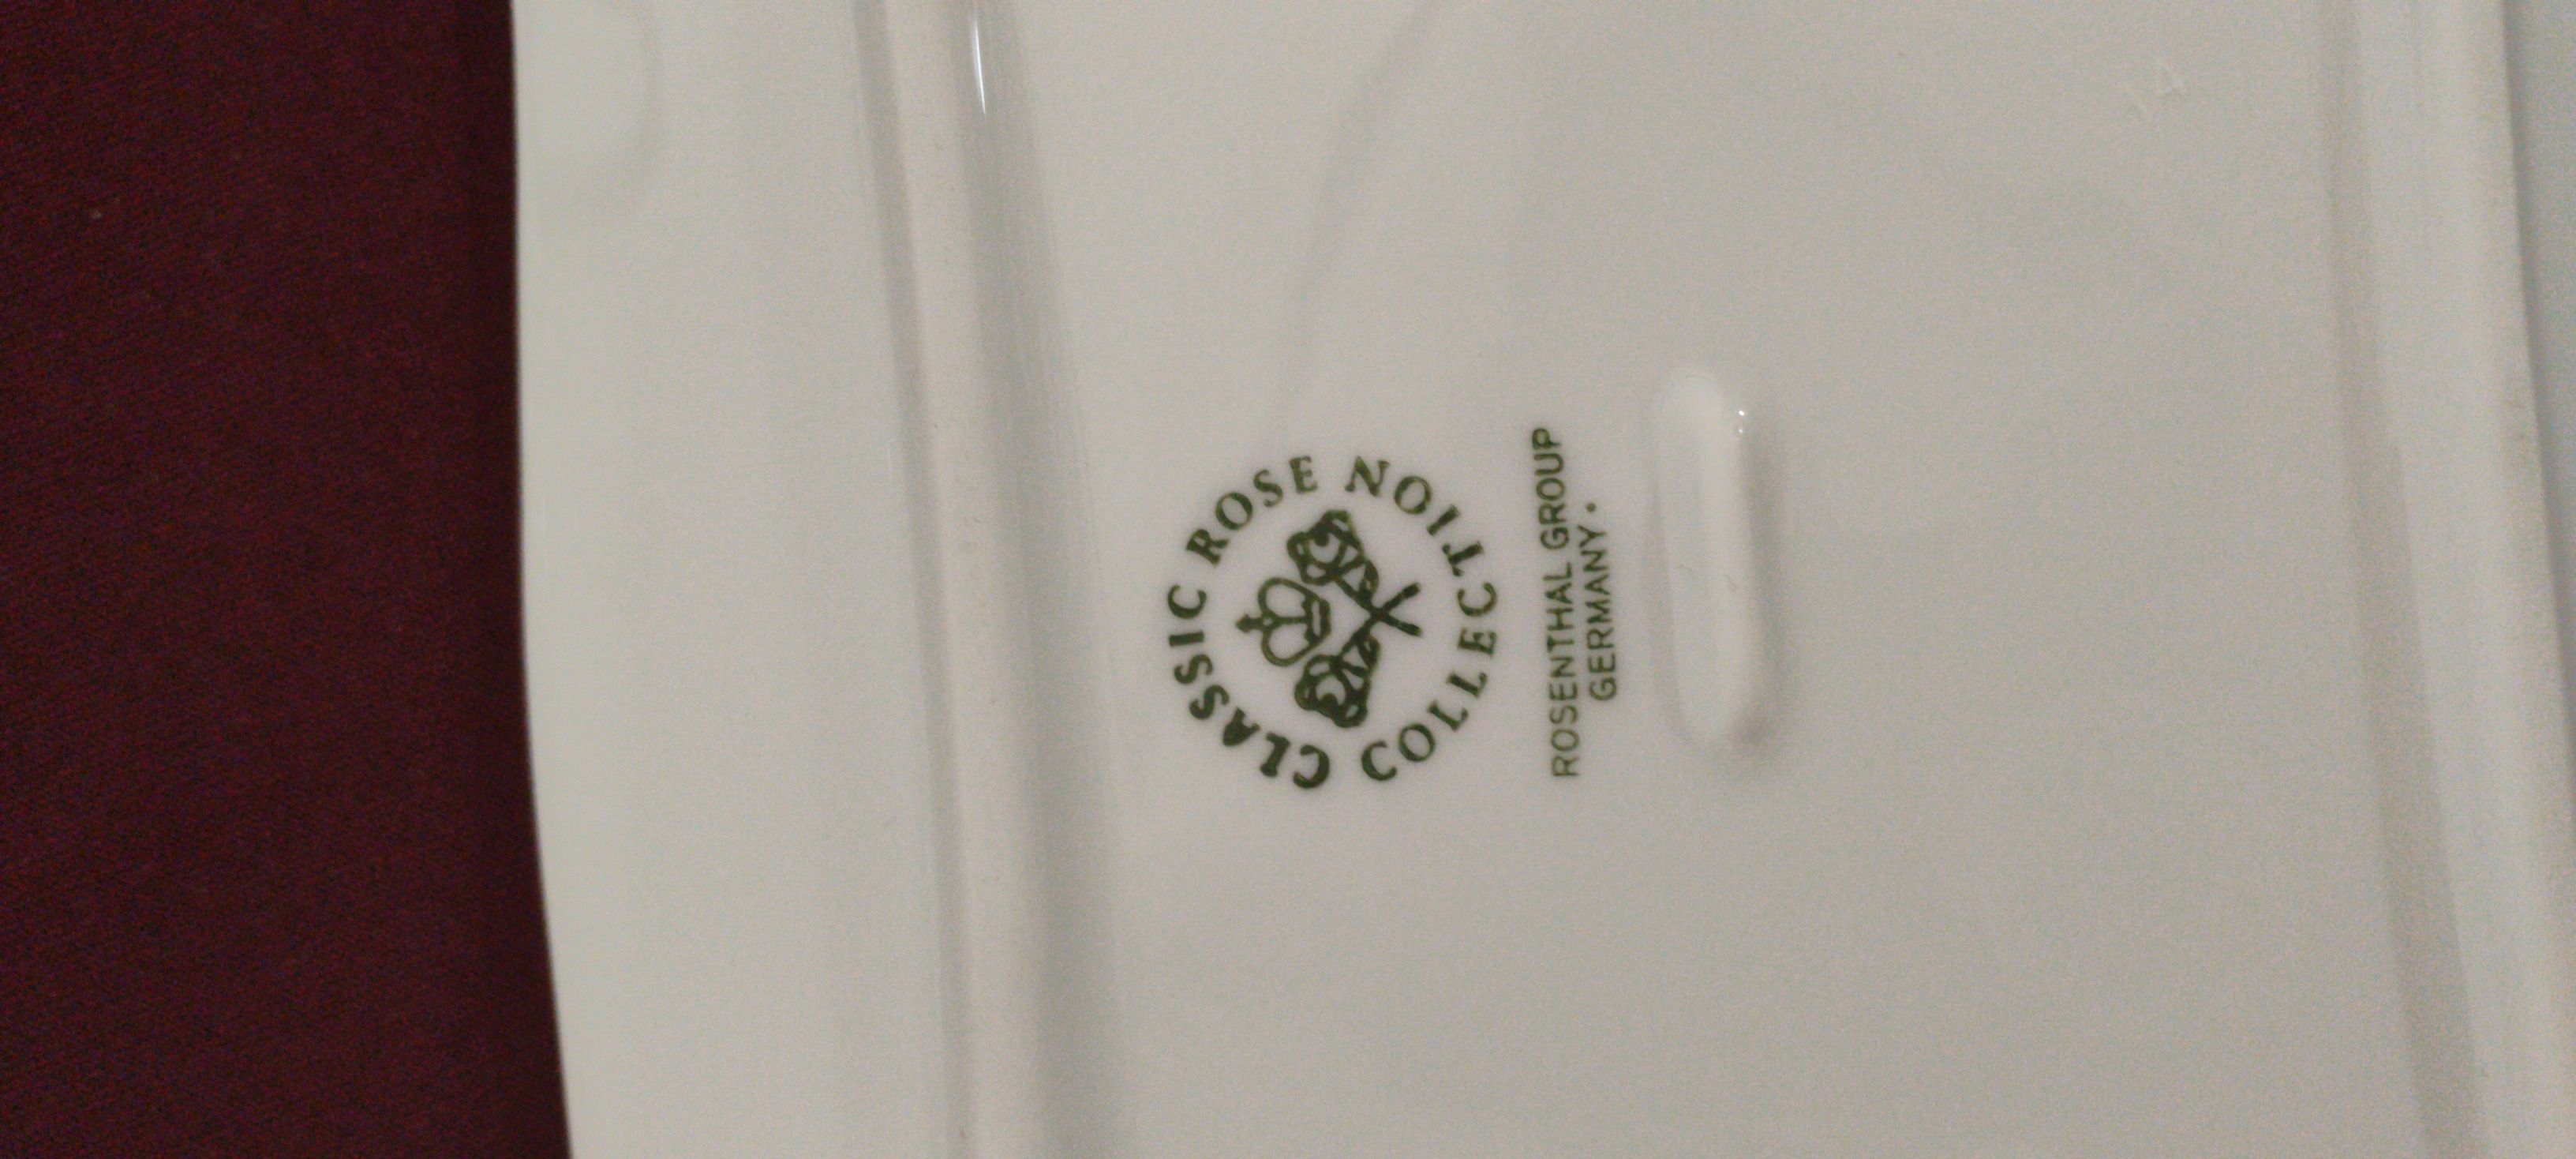 CLASSIC ROSE
COLLECTION
ROSENTHAL GROUP
GERMANY.